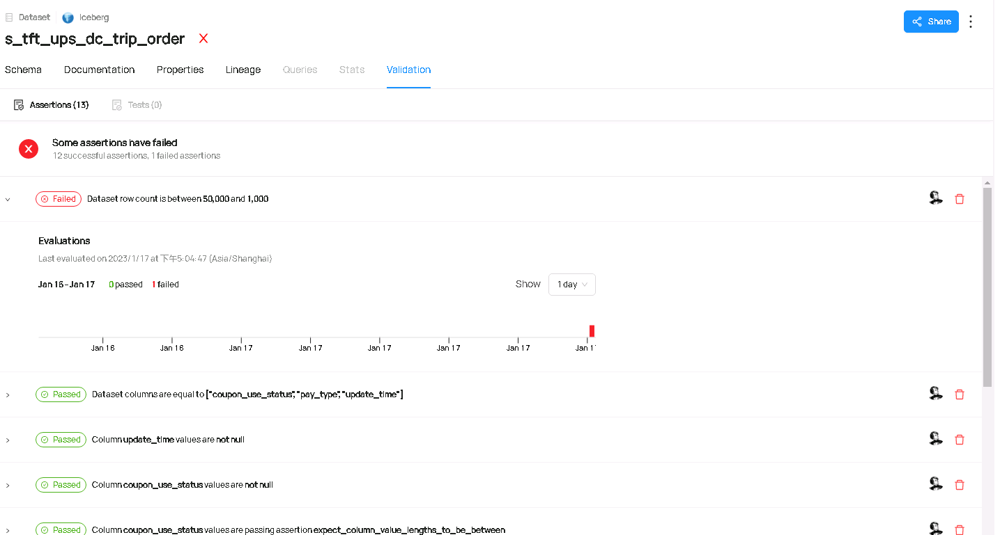 Dataset Iceberg
s_tft_ups_dc_trip_order
Share
Schema Documentation Properties Lineage Queries Stats Validation
Assertions (13) Tests (0)
Some assertions have failed
12 successful assertions, 1 failed assertions
Failed Dataset row count is between 50,000 and 1,000
Evaluations
Last evaluated on 2023/1/17 at 下午5:04:47 (Asia/Shanghai)
Jan 16 - Jan 17 0 passed 1 failed Show 1 day
Jan 16 Jan 16 Jan 17 Jan 17 Jan 17 Jan 17 Jan 17 Jan 1
Passed Dataset columns are equal to ["coupon_use_status", "pay_type", "update_time"]
Passed Column update_time values are not null
Passed Column coupon_use_status values are not null
Passed Column coupon_use_status values are passing assertion expect_column_value_lengths_to_be_between